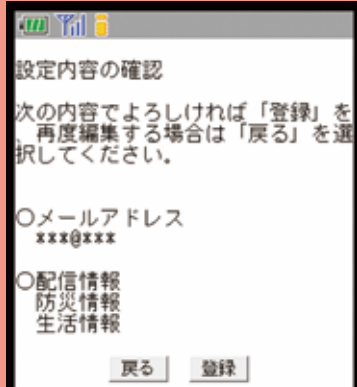 設定内容の確認
次の内容でよろしければ「登録」を
、再度編集する場合は「戻る」を選
択してください。
○メールアドレス
***@***
○配信情報
防災情報
生活情報
戻る 登録